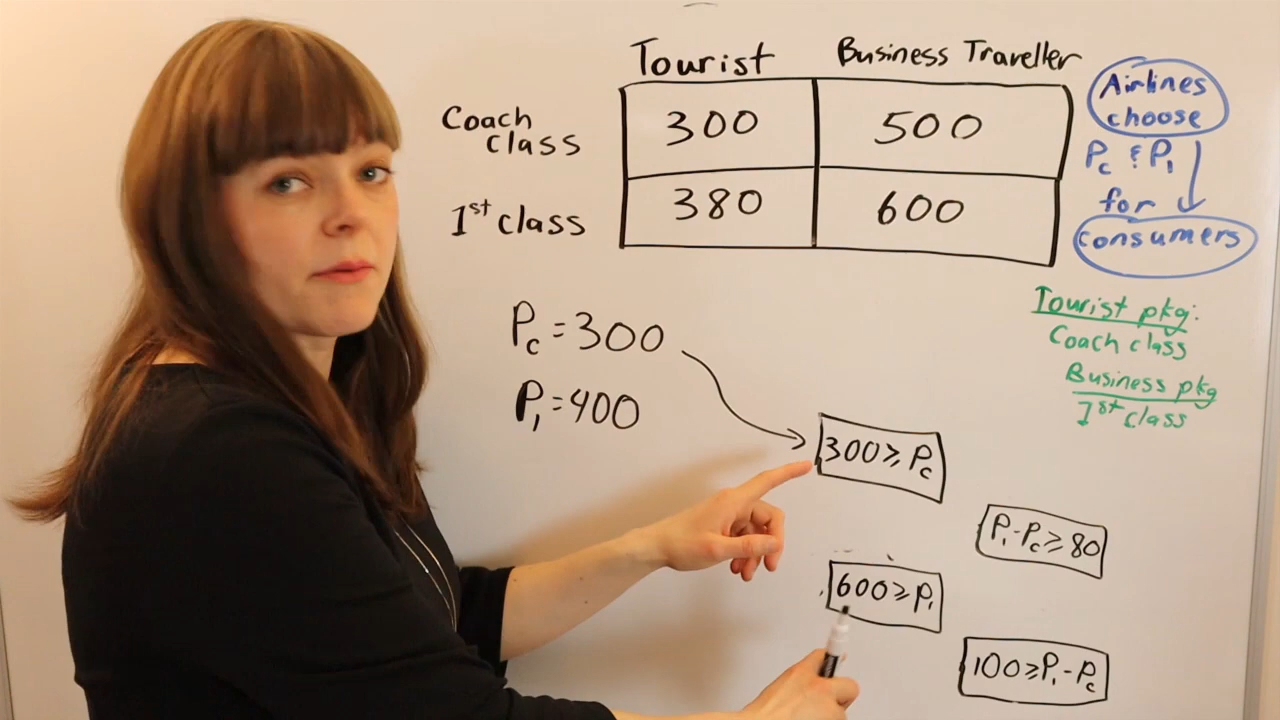 Tourist
Business Traveller
Coach class
300
500
1st class
380
600
Airlines
choose
Pc & P1
for
consumers
Tourist pkg:
Coach class
Business pkg
1st class
Pc = 300
P1 = 400
300 ≥ Pc
P1 - Pc ≥ 80
600 ≥ P1
100 ≥ P1 - Pc